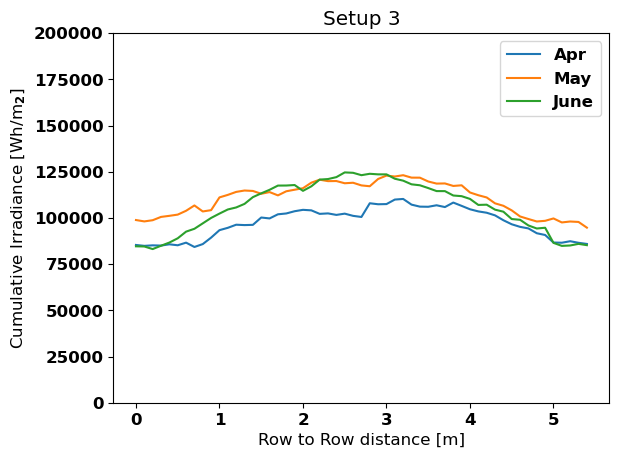 Setup 3
Cumulative Irradiance [Wh/m2]
200000
175000
150000
125000
100000
75000
50000
25000
0
Apr
May
June
0 1 2 3 4 5
Row to Row distance [m]